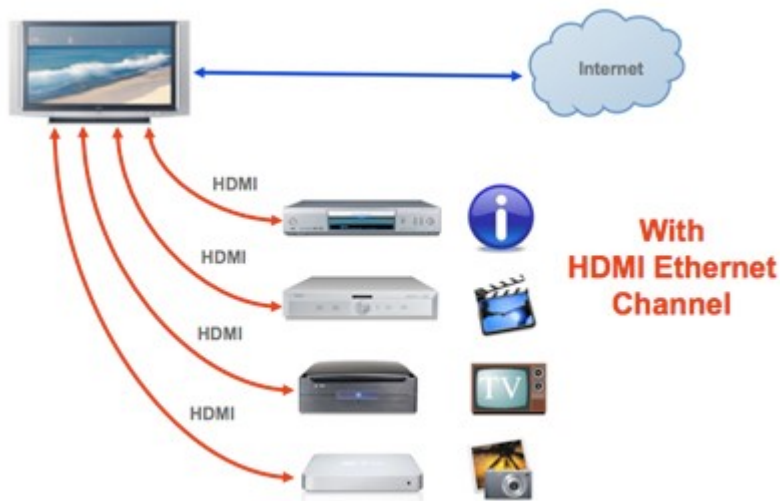 Internet
HDMI
HDMI
HDMI
HDMI
With
HDMI Ethernet
Channel
TV